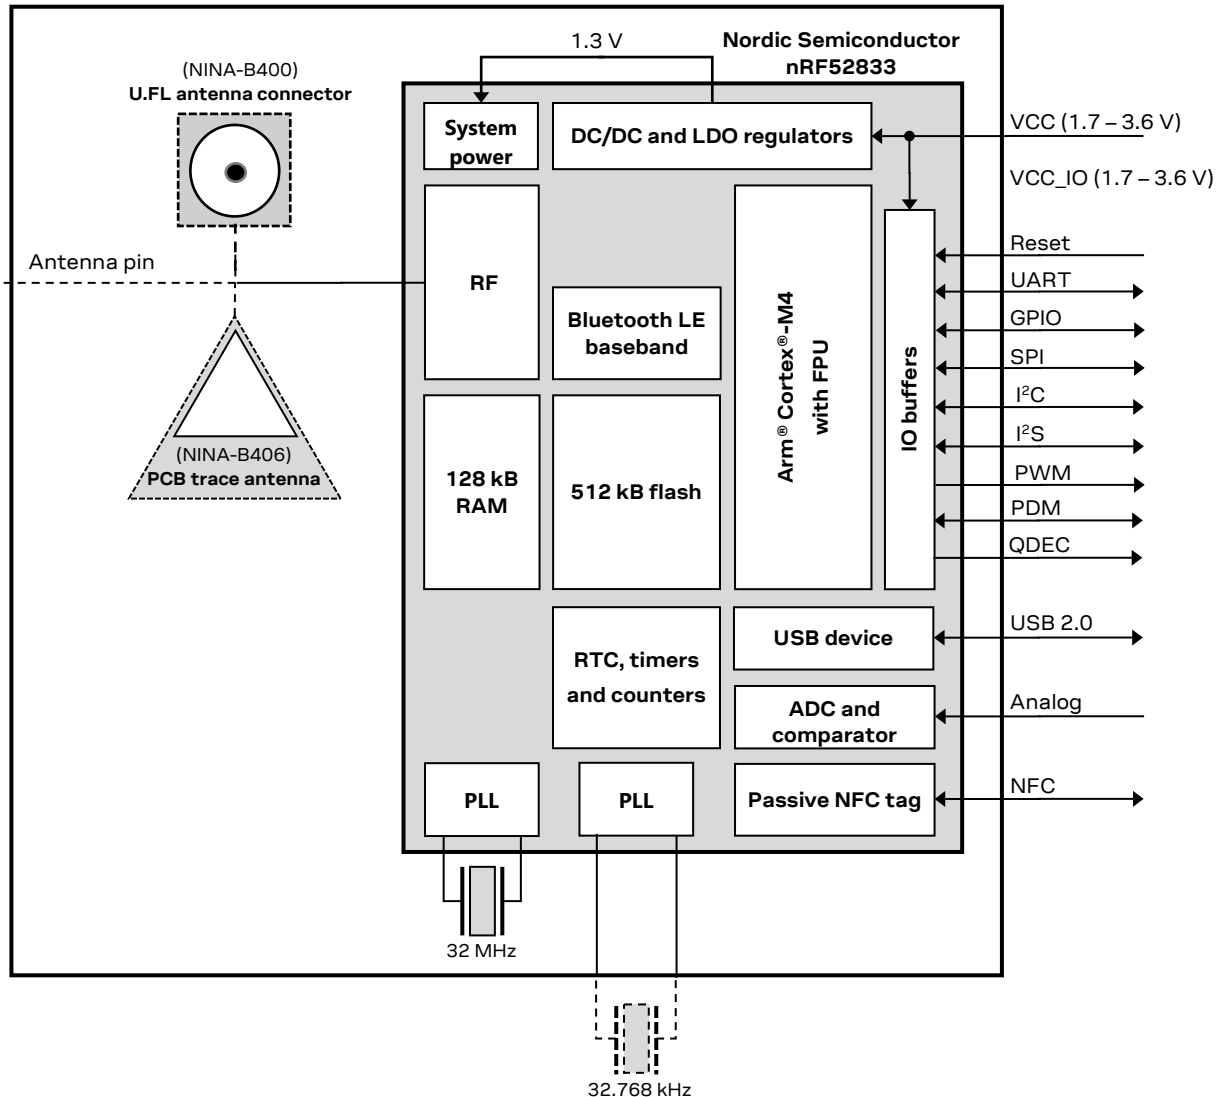 1.3 V
Nordic Semiconductor
nRF52833
(NINA-B400)
U.FL antenna connector
System
power
DC/DC and LDO regulators
VCC (1.7 – 3.6 V)
VCC_IO (1.7 – 3.6 V)
Antenna pin
RF
Bluetooth LE
baseband
Arm® Cortex®-M4
with FPU
IO buffers
Reset
UART
GPIO
SPI
I²C
I²S
PWM
PDM
QDEC
(NINA-B406)
PCB trace antenna
128 kB
RAM
512 kB flash
RTC, timers
and counters
USB device
USB 2.0
ADC and
comparator
Analog
PLL
PLL
Passive NFC tag
NFC
32 MHz
32.768 kHz